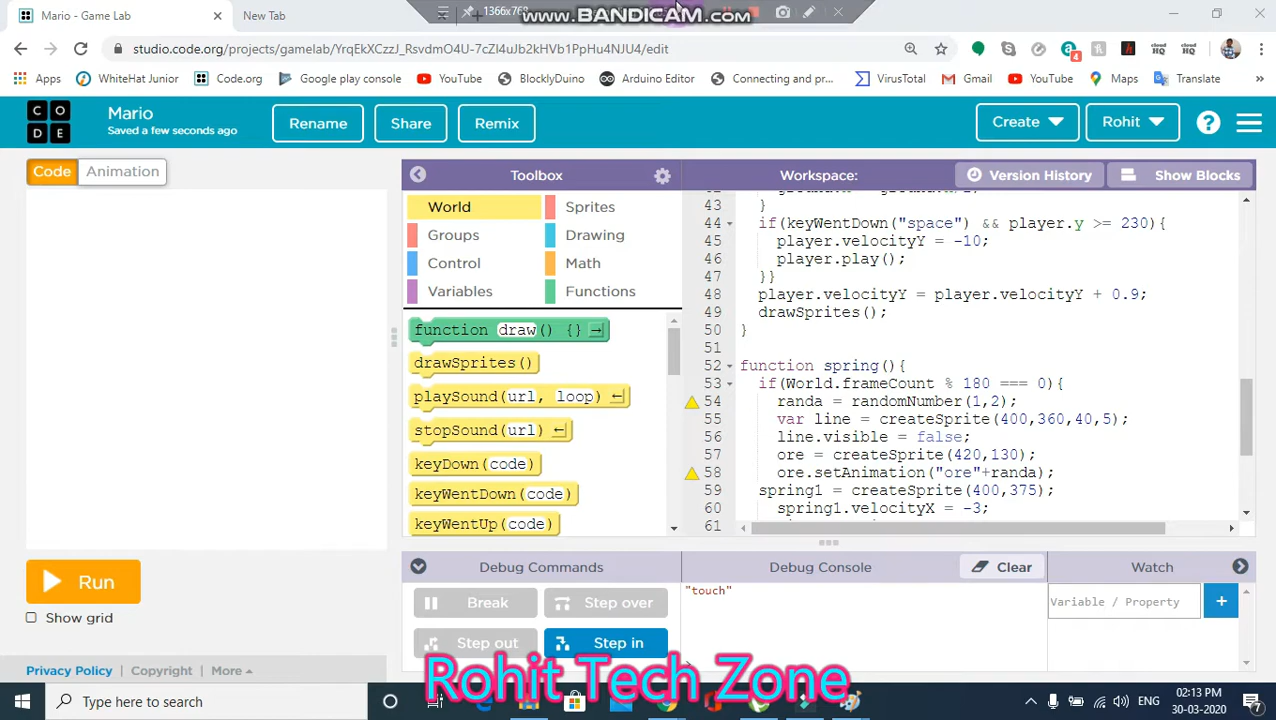 Mario - Game Lab
New Tab
1366x768
www.BANDICAM.com
studio.code.org/projects/gamelab/YrqEkXCzzJ_RsvdmO4U-7cZl4uJb2kHVb1PpHu4NJU4/edit
Apps
WhiteHat Junior
Code.org
Google play console
YouTube
BlocklyDuino
Arduino Editor
Connecting and pr...
VirusTotal
Gmail
YouTube
Maps
Translate
CODE
Mario
Saved a few seconds ago
Rename
Share
Remix
Create
Rohit
Code
Animation
Toolbox
Workspace:
Version History
Show Blocks
World
Sprites
Groups
Drawing
Control
Math
Variables
Functions
function draw() {}
drawSprites()
playSound(url, loop)
stopSound(url)
keyDown(code)
keyWentDown(code)
keyWentUp(code)
43 }
44 if(keyWentDown("space") && player.y >= 230){
45 player.velocityY = -10;
46 player.play();
47 }}
48 player.velocityY = player.velocityY + 0.9;
49 drawSprites();
50 }
51
52 function spring(){
53 if(World.frameCount % 180 === 0){
54 randa = randomNumber(1,2);
55 var line = createSprite(400,360,40,5);
56 line.visible = false;
57 ore = createSprite(420,130);
58 ore.setAnimation("ore"+randa);
59 spring1 = createSprite(400,375);
60 spring1.velocityX = -3;
61
Run
Show grid
Debug Commands
Debug Console
Clear
Watch
Break
Step over
Step out
Step in
"touch"
Variable / Property
Privacy Policy
Copyright
More
Rohit Tech Zone
Type here to search
ENG
02:13 PM
30-03-2020